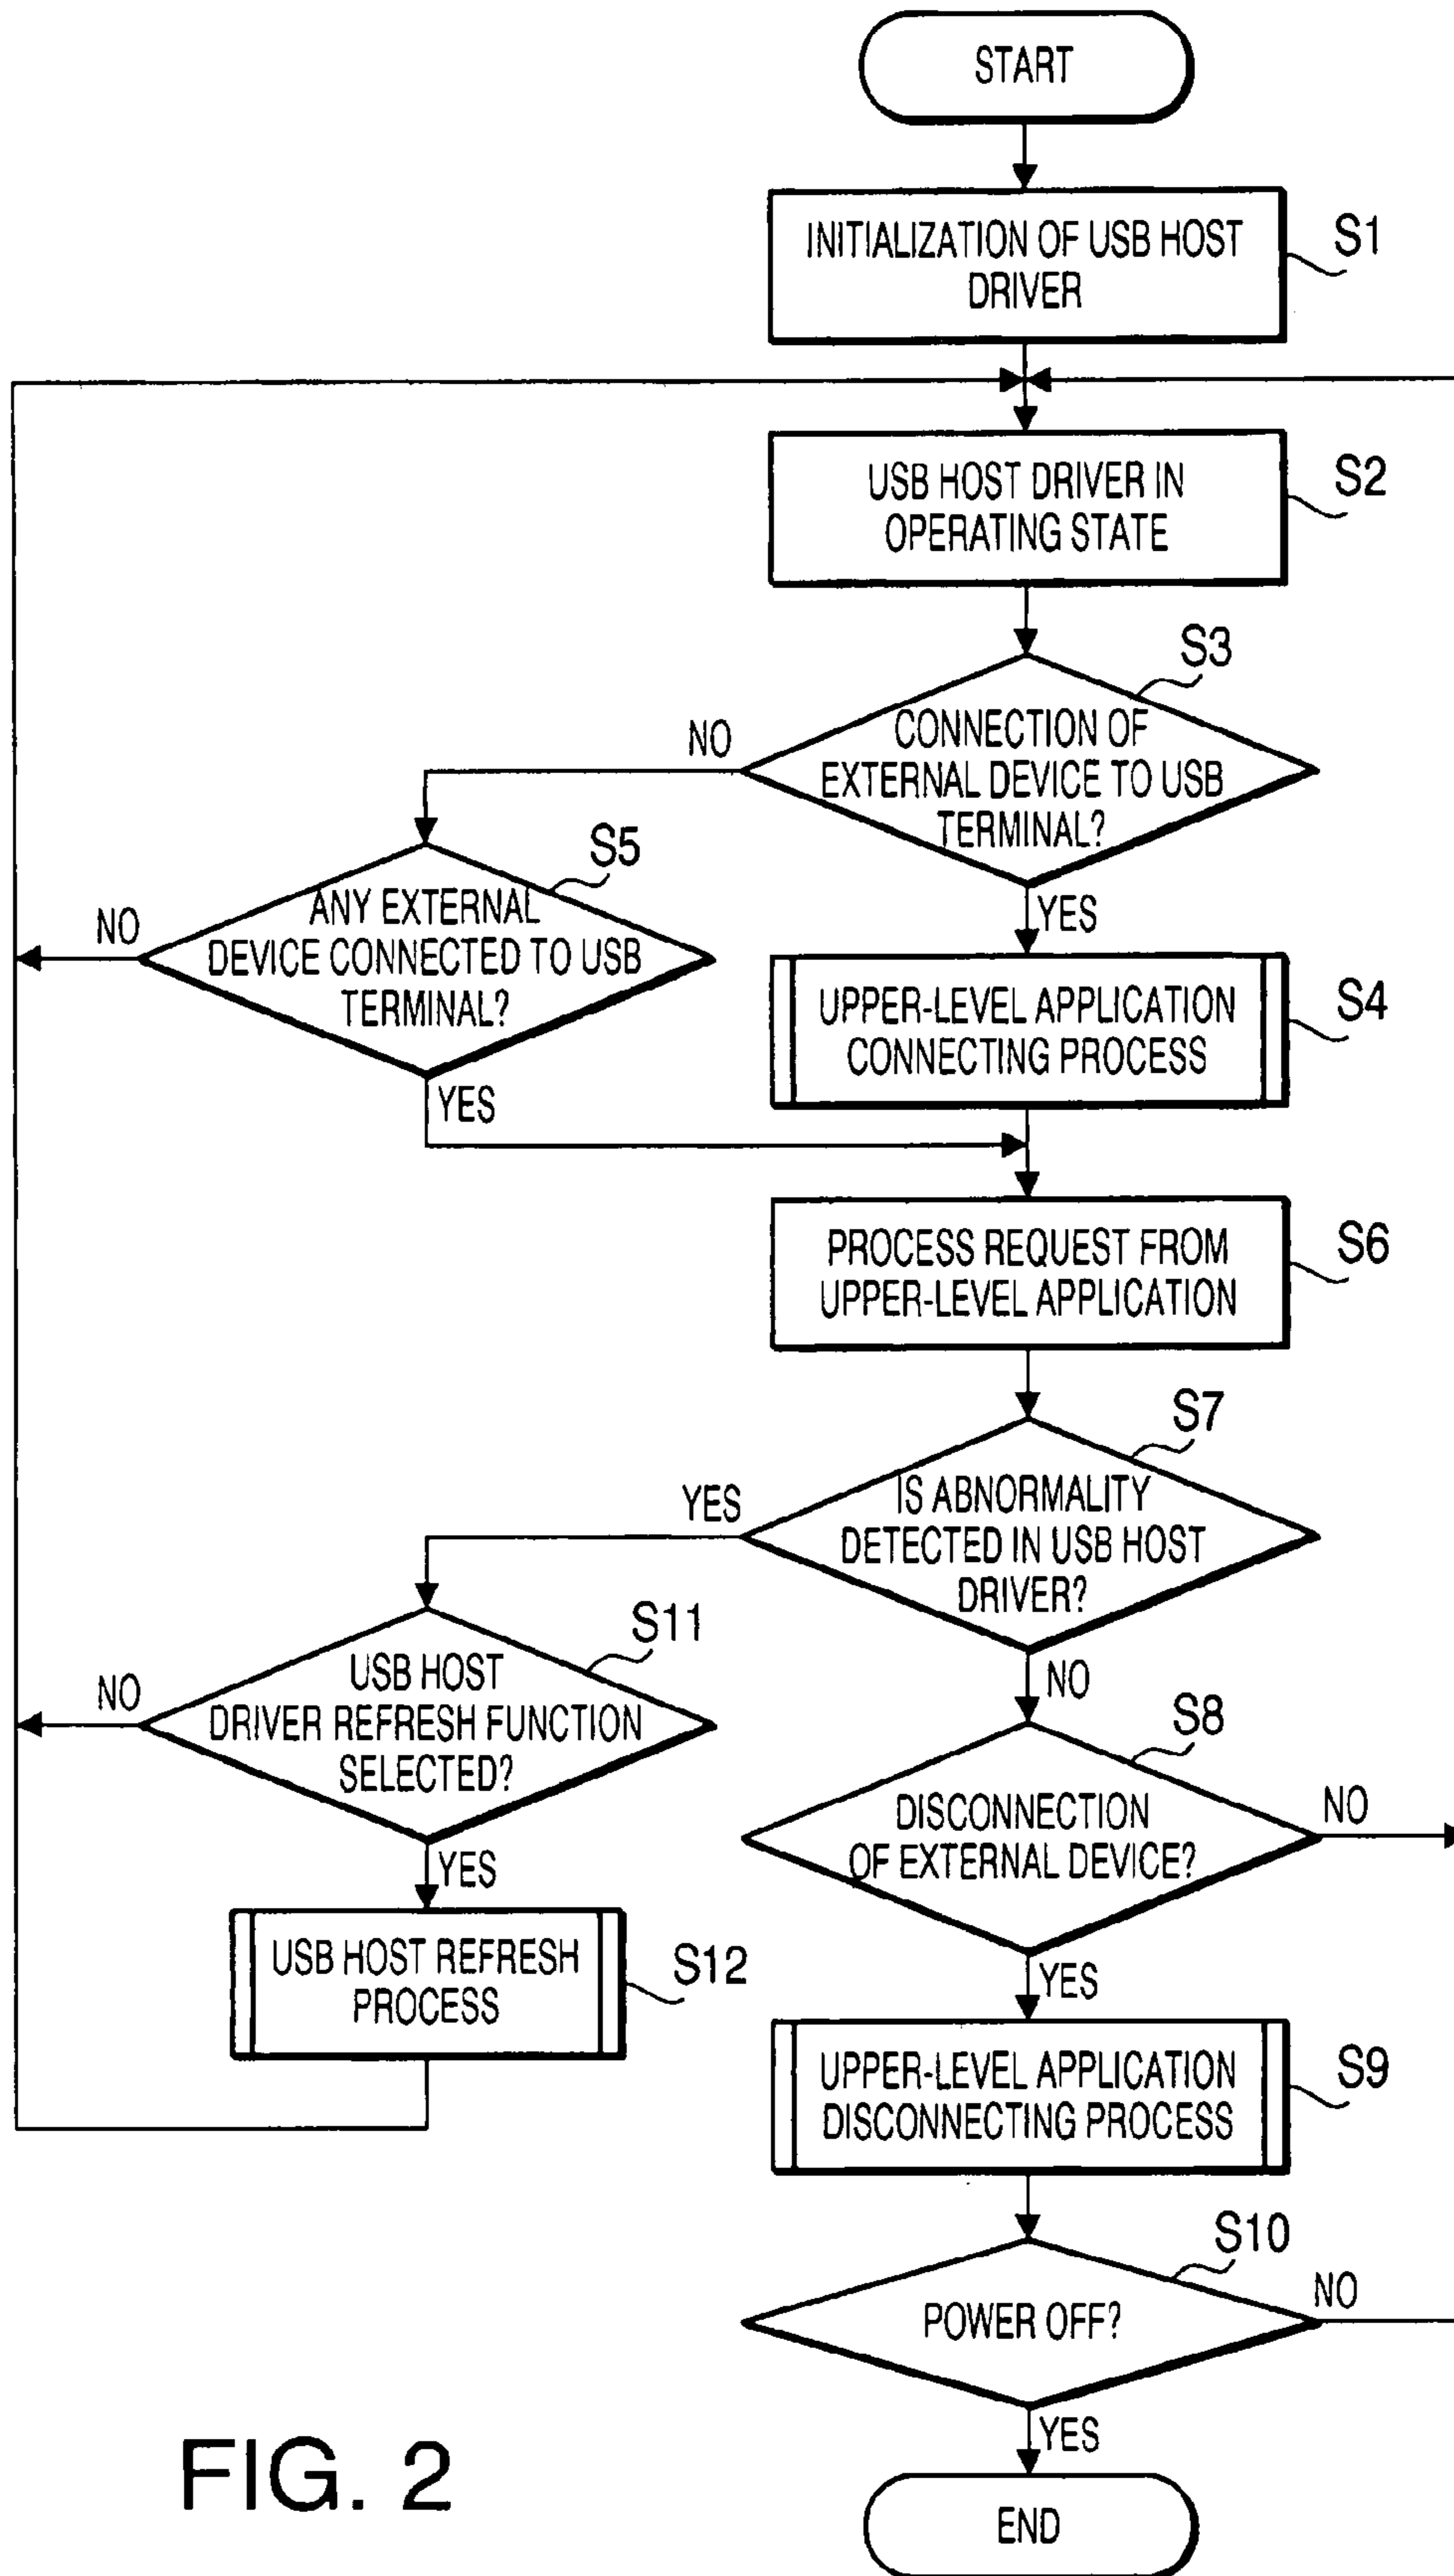 START
INITIALIZATION OF USB HOST
DRIVER
S1
USB HOST DRIVER IN
OPERATING STATE
S2
S3
CONNECTION OF
EXTERNAL DEVICE TO USB
TERMINAL?
NO
YES
S5
ANY EXTERNAL
DEVICE CONNECTED TO USB
TERMINAL?
NO
YES
UPPER-LEVEL APPLICATION
CONNECTING PROCESS
S4
PROCESS REQUEST FROM
UPPER-LEVEL APPLICATION
S6
S7
IS ABNORMALITY
DETECTED IN USB HOST
DRIVER?
YES
NO
S11
USB HOST
DRIVER REFRESH FUNCTION
SELECTED?
NO
YES
S8
DISCONNECTION
OF EXTERNAL DEVICE?
NO
YES
USB HOST REFRESH
PROCESS
S12
UPPER-LEVEL APPLICATION
DISCONNECTING PROCESS
S9
S10
POWER OFF?
NO
YES
END
FIG. 2